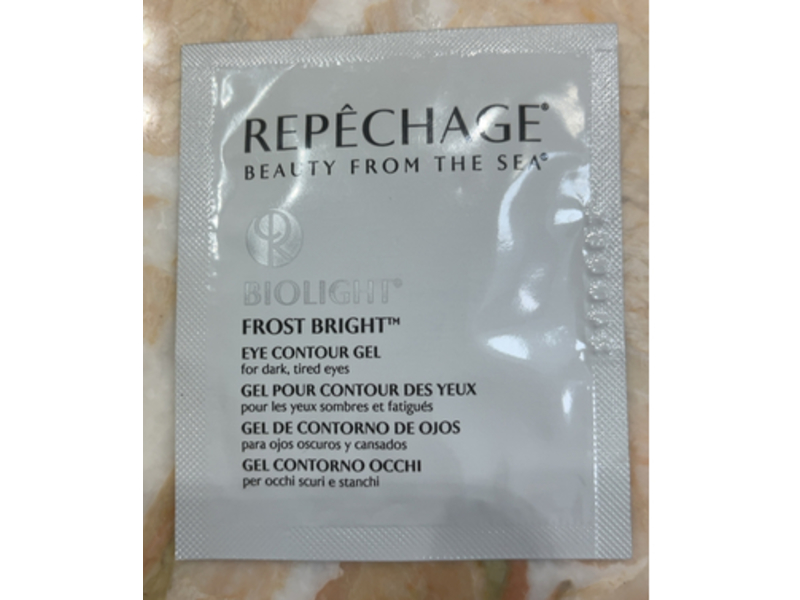 REPÊCHAGE®
BEAUTY FROM THE SEA®
BIOLIGHT®
FROST BRIGHT™
EYE CONTOUR GEL
for dark, tired eyes
GEL POUR CONTOUR DES YEUX
pour les yeux sombres et fatigués
GEL DE CONTORNO DE OJOS
para ojos oscuros y cansados
GEL CONTORNO OCCHI
per occhi scuri e stanchi